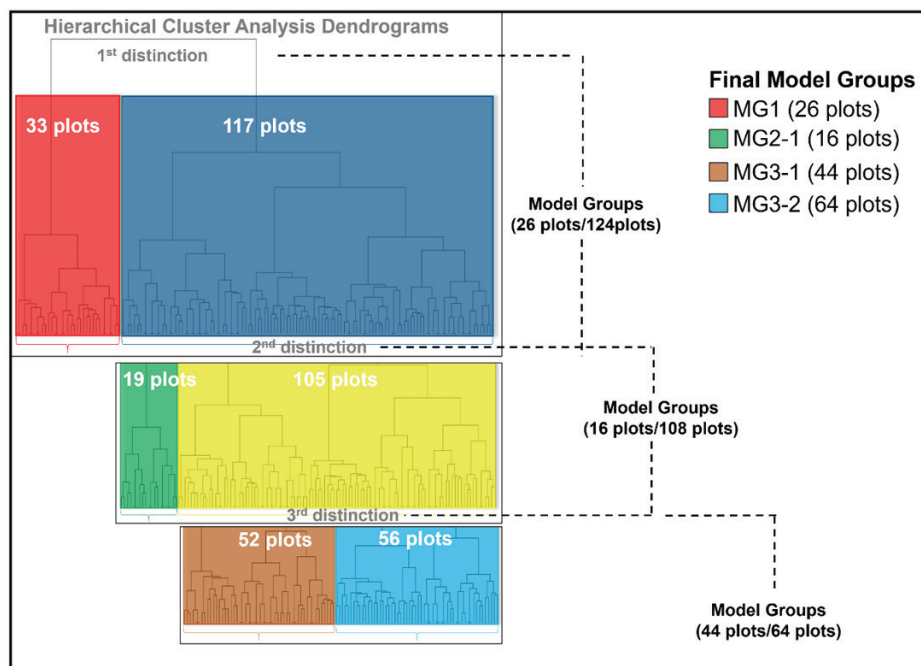 Hierarchical Cluster Analysis Dendrograms
1st distinction
33 plots
117 plots
Final Model Groups
MG1 (26 plots)
MG2-1 (16 plots)
MG3-1 (44 plots)
MG3-2 (64 plots)
Model Groups
(26 plots/124plots)
2nd distinction
19 plots
105 plots
Model Groups
(16 plots/108 plots)
3rd distinction
52 plots
56 plots
Model Groups
(44 plots/64 plots)